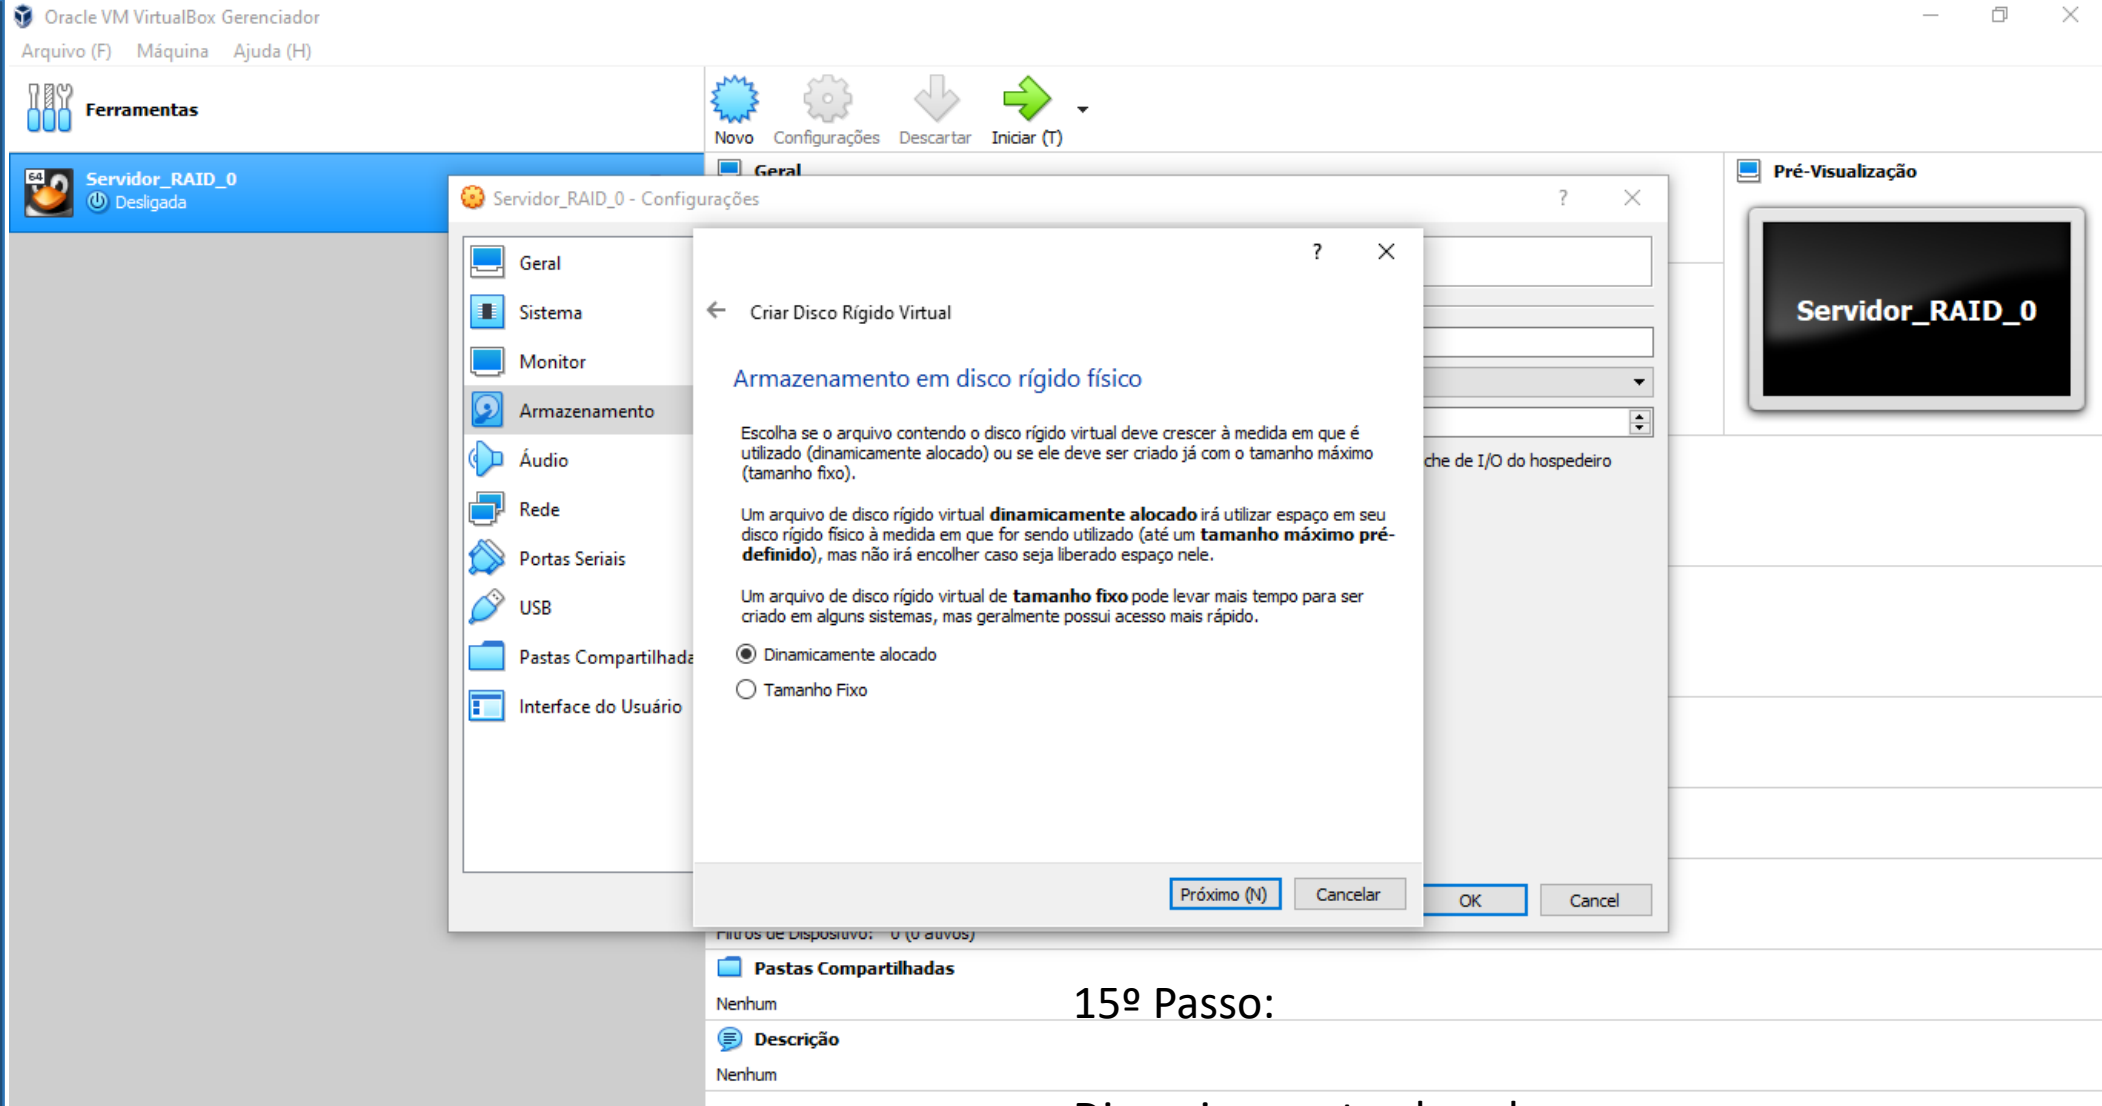 Oracle VM VirtualBox Gerenciador
Arquivo (F) Máquina Ajuda (H)
Ferramentas
Novo Configurações Descartar Iniciar (T)
64
Servidor_RAID_0
Desligada
Geral
Pré-Visualização
Servidor_RAID_0
Servidor_RAID_0 - Configurações
?
Geral
Sistema
Monitor
Armazenamento
Áudio
Rede
Portas Seriais
USB
Pastas Compartilhada
Interface do Usuário
?
Criar Disco Rígido Virtual
Armazenamento em disco rígido físico
Escolha se o arquivo contendo o disco rígido virtual deve crescer à medida em que é
utilizado (dinamicamente alocado) ou se ele deve ser criado já com o tamanho máximo
(tamanho fixo).
Um arquivo de disco rígido virtual dinamicamente alocado irá utilizar espaço em seu
disco rígido físico à medida em que for sendo utilizado (até um tamanho máximo pré-
definido), mas não irá encolher caso seja liberado espaço nele.
Um arquivo de disco rígido virtual de tamanho fixo pode levar mais tempo para ser
criado em alguns sistemas, mas geralmente possui acesso mais rápido.
Dinamicamente alocado
Tamanho Fixo
Próximo (N) Cancelar
che de I/O do hospedeiro
OK Cancel
Filtros de Dispositivo: 0 (0 ativos)
Pastas Compartilhadas
Nenhum
15º Passo:
Descrição
Nenhum